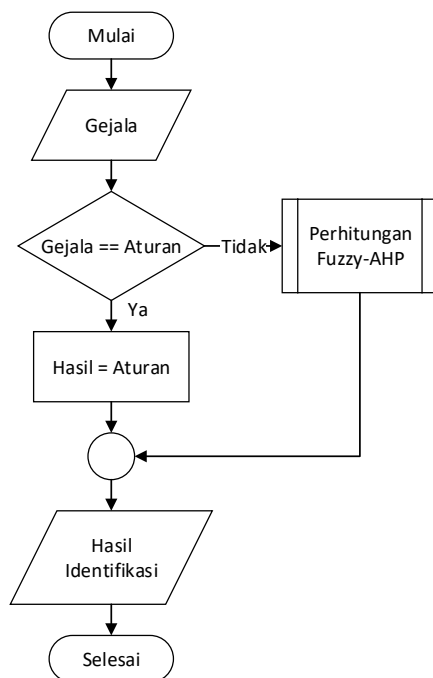 Mulai
Gejala
Gejala == Aturan
Tidak
Perhitungan
Fuzzy-AHP
Ya
Hasil = Aturan
Hasil
Identifikasi
Selesai